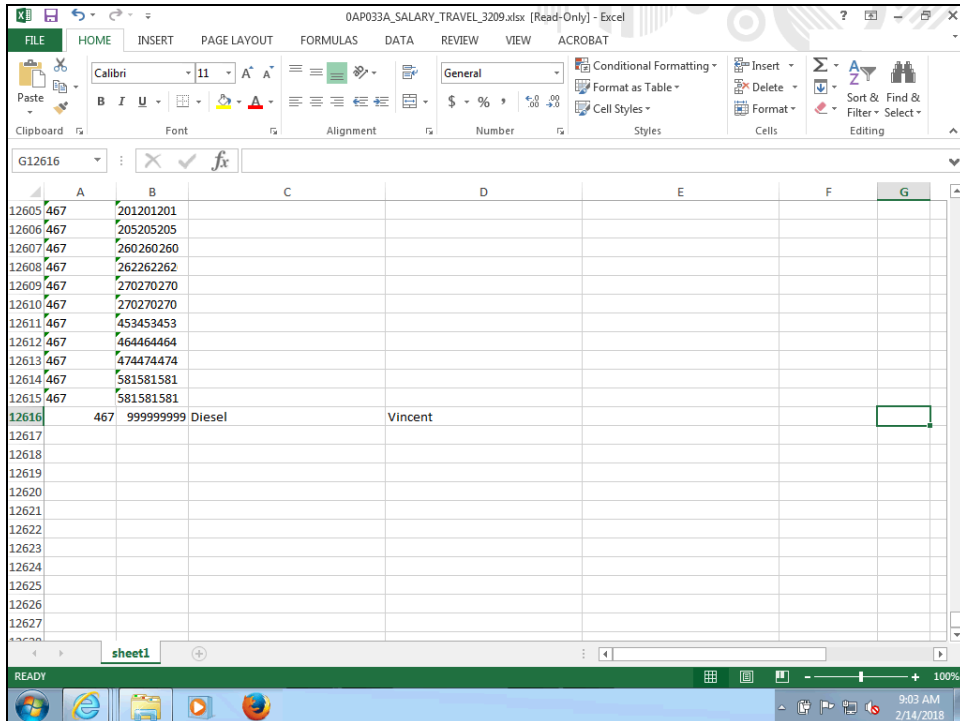 0AP033A_SALARY_TRAVEL_3209.xlsx [Read-Only] - Excel
FILE HOME INSERT PAGE LAYOUT FORMULAS DATA REVIEW VIEW ACROBAT
Paste
Calibri 11 A A
B I U A
General
$ % ,
Conditional Formatting
Format as Table
Cell Styles
Insert
Delete
Format
Sort & Filter
Find & Select
Clipboard Font Alignment Number Styles Cells Editing
G12616 fx
A B C D E F G
12605 467 201201201
12606 467 205205205
12607 467 260260260
12608 467 262262262
12609 467 270270270
12610 467 270270270
12611 467 453453453
12612 467 464464464
12613 467 474474474
12614 467 581581581
12615 467 581581581
12616 467 999999999 Diesel Vincent
12617
12618
12619
12620
12621
12622
12623
12624
12625
12626
12627
sheet1
READY 100%
9:03 AM
2/14/2018